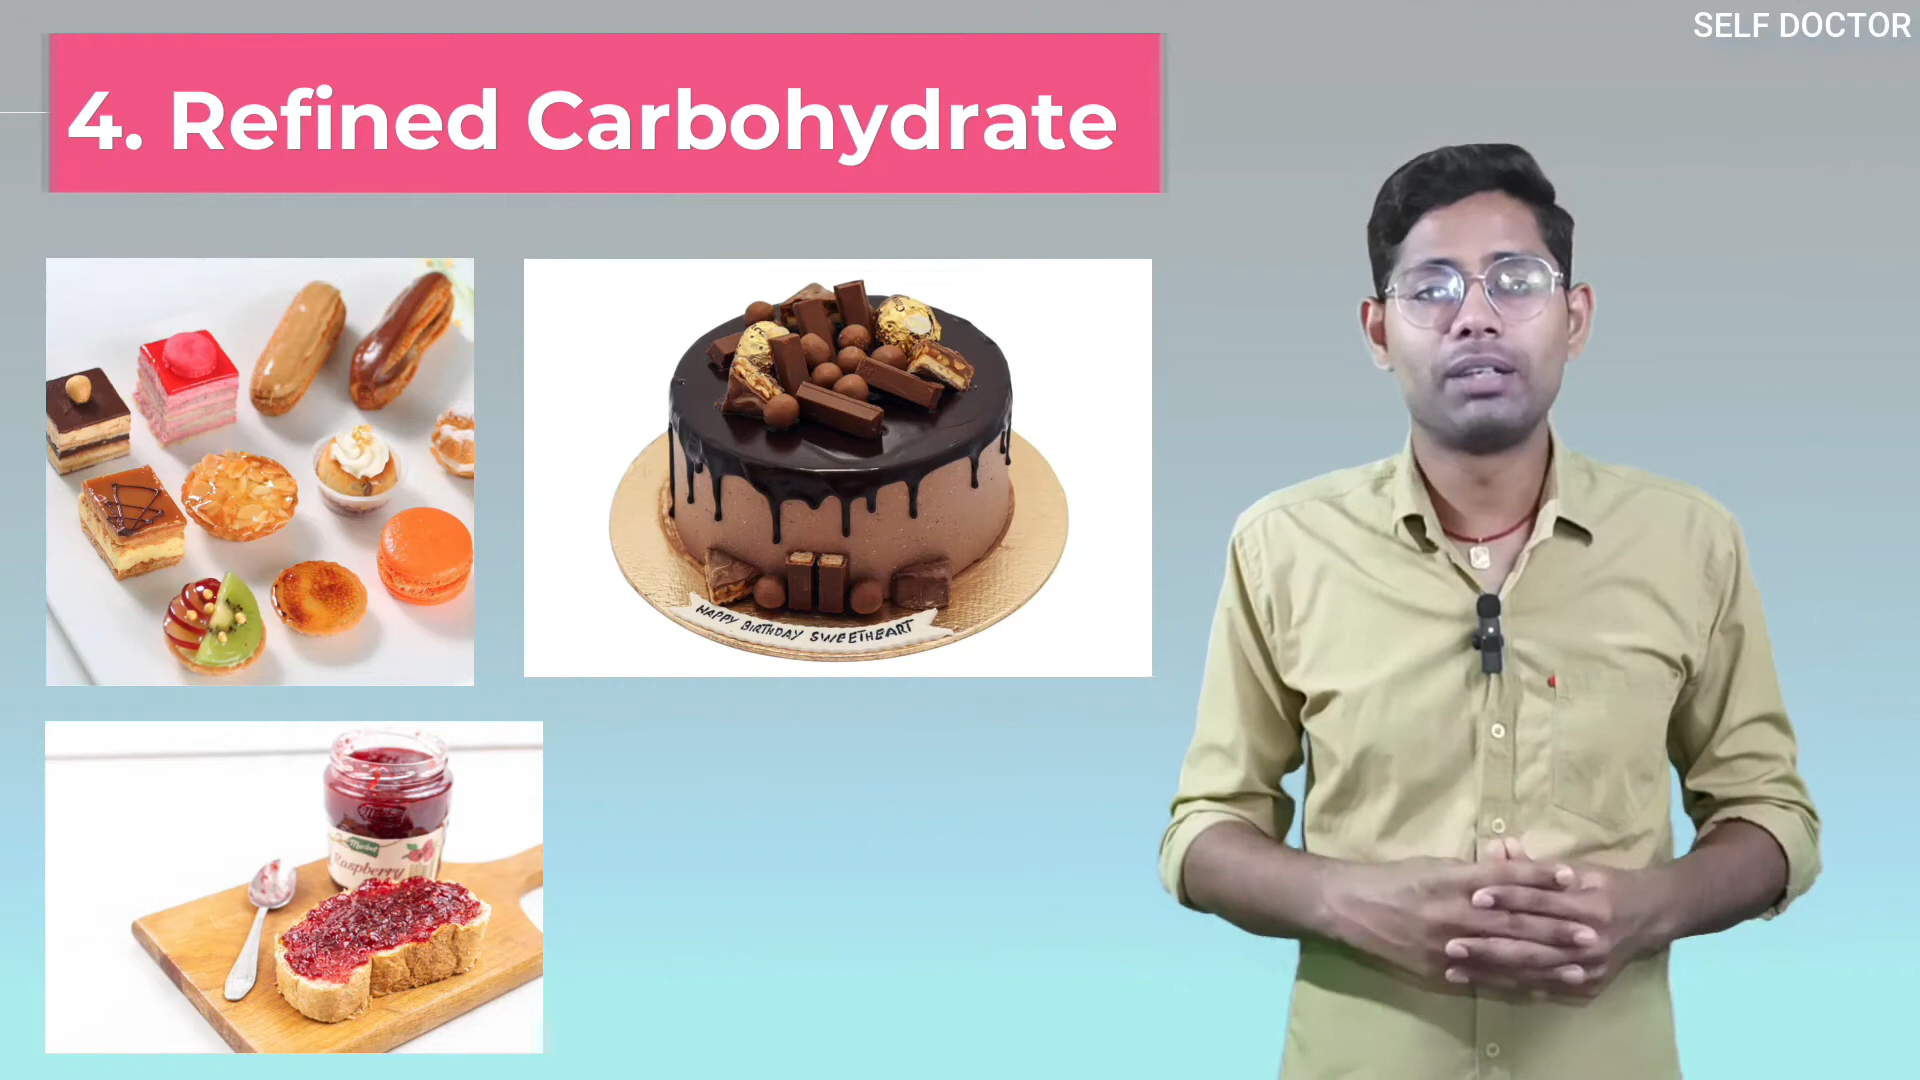 SELF DOCTOR
4. Refined Carbohydrate
HAPPY BIRTHDAY SWEETHEART
Raspberry